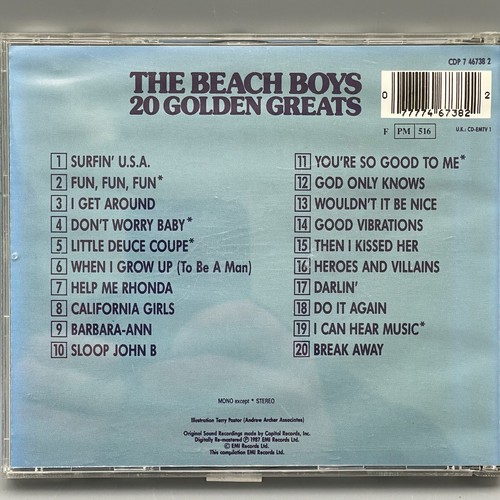 CDP 7 46738 2
THE BEACH BOYS
20 GOLDEN GREATS
0 77774 67382 2
F PM 516
U.K.: CD-EMTV 1
1 SURFIN' U.S.A.
2 FUN, FUN, FUN*
3 I GET AROUND
4 DON'T WORRY BABY*
5 LITTLE DEUCE COUPE*
6 WHEN I GROW UP (To Be A Man)
7 HELP ME RHONDA
8 CALIFORNIA GIRLS
9 BARBARA-ANN
10 SLOOP JOHN B
11 YOU'RE SO GOOD TO ME*
12 GOD ONLY KNOWS
13 WOULDN'T IT BE NICE
14 GOOD VIBRATIONS
15 THEN I KISSED HER
16 HEROES AND VILLAINS
17 DARLIN'
18 DO IT AGAIN
19 I CAN HEAR MUSIC*
20 BREAK AWAY
MONO except * STEREO
Illustration Terry Pastor (Andrew Archer Associates)
Original Sound Recordings made by Capitol Records, Inc.
Digitally Re-mastered ℗ 1987 EMI Records Ltd.
© EMI Records Ltd.
This compilation EMI Records Ltd.